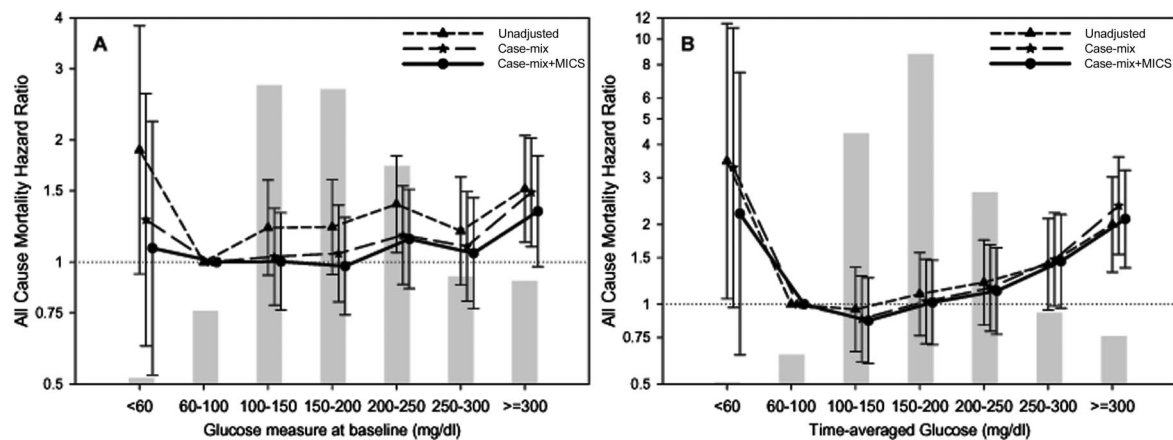 A
Unadjusted
Case-mix
Case-mix+MICS
All Cause Mortality Hazard Ratio
4
3
2
1.5
1
0.75
0.5
<60 60-100 100-150 150-200 200-250 250-300 >=300
Glucose measure at baseline (mg/dl)
B
Unadjusted
Case-mix
Case-mix+MICS
All Cause Mortality Hazard Ratio
12
10
8
6
5
4
3
2
1.5
1
0.75
0.5
<60 60-100 100-150 150-200 200-250 250-300 >=300
Time-averaged Glucose (mg/dl)